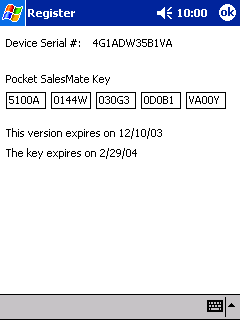 Register 10:00 ok
Device Serial #: 4G1ADW35B1VA
Pocket SalesMate Key
5100A 0144W 030G3 0D0B1 VA00Y
This version expires on 12/10/03
The key expires on 2/29/04